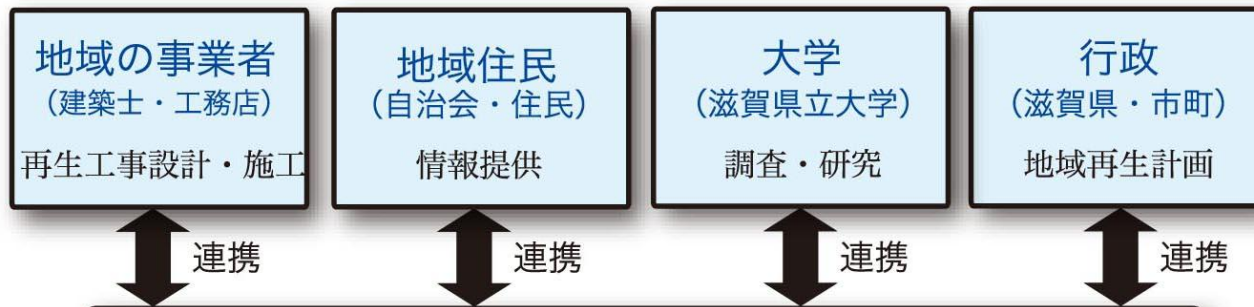 地域の事業者
（建築士・工務店）
再生工事設計・施工
地域住民
（自治会・住民）
情報提供
大学
（滋賀県立大学）
調査・研究
行政
（滋賀県・市町）
地域再生計画
連携
連携
連携
連携